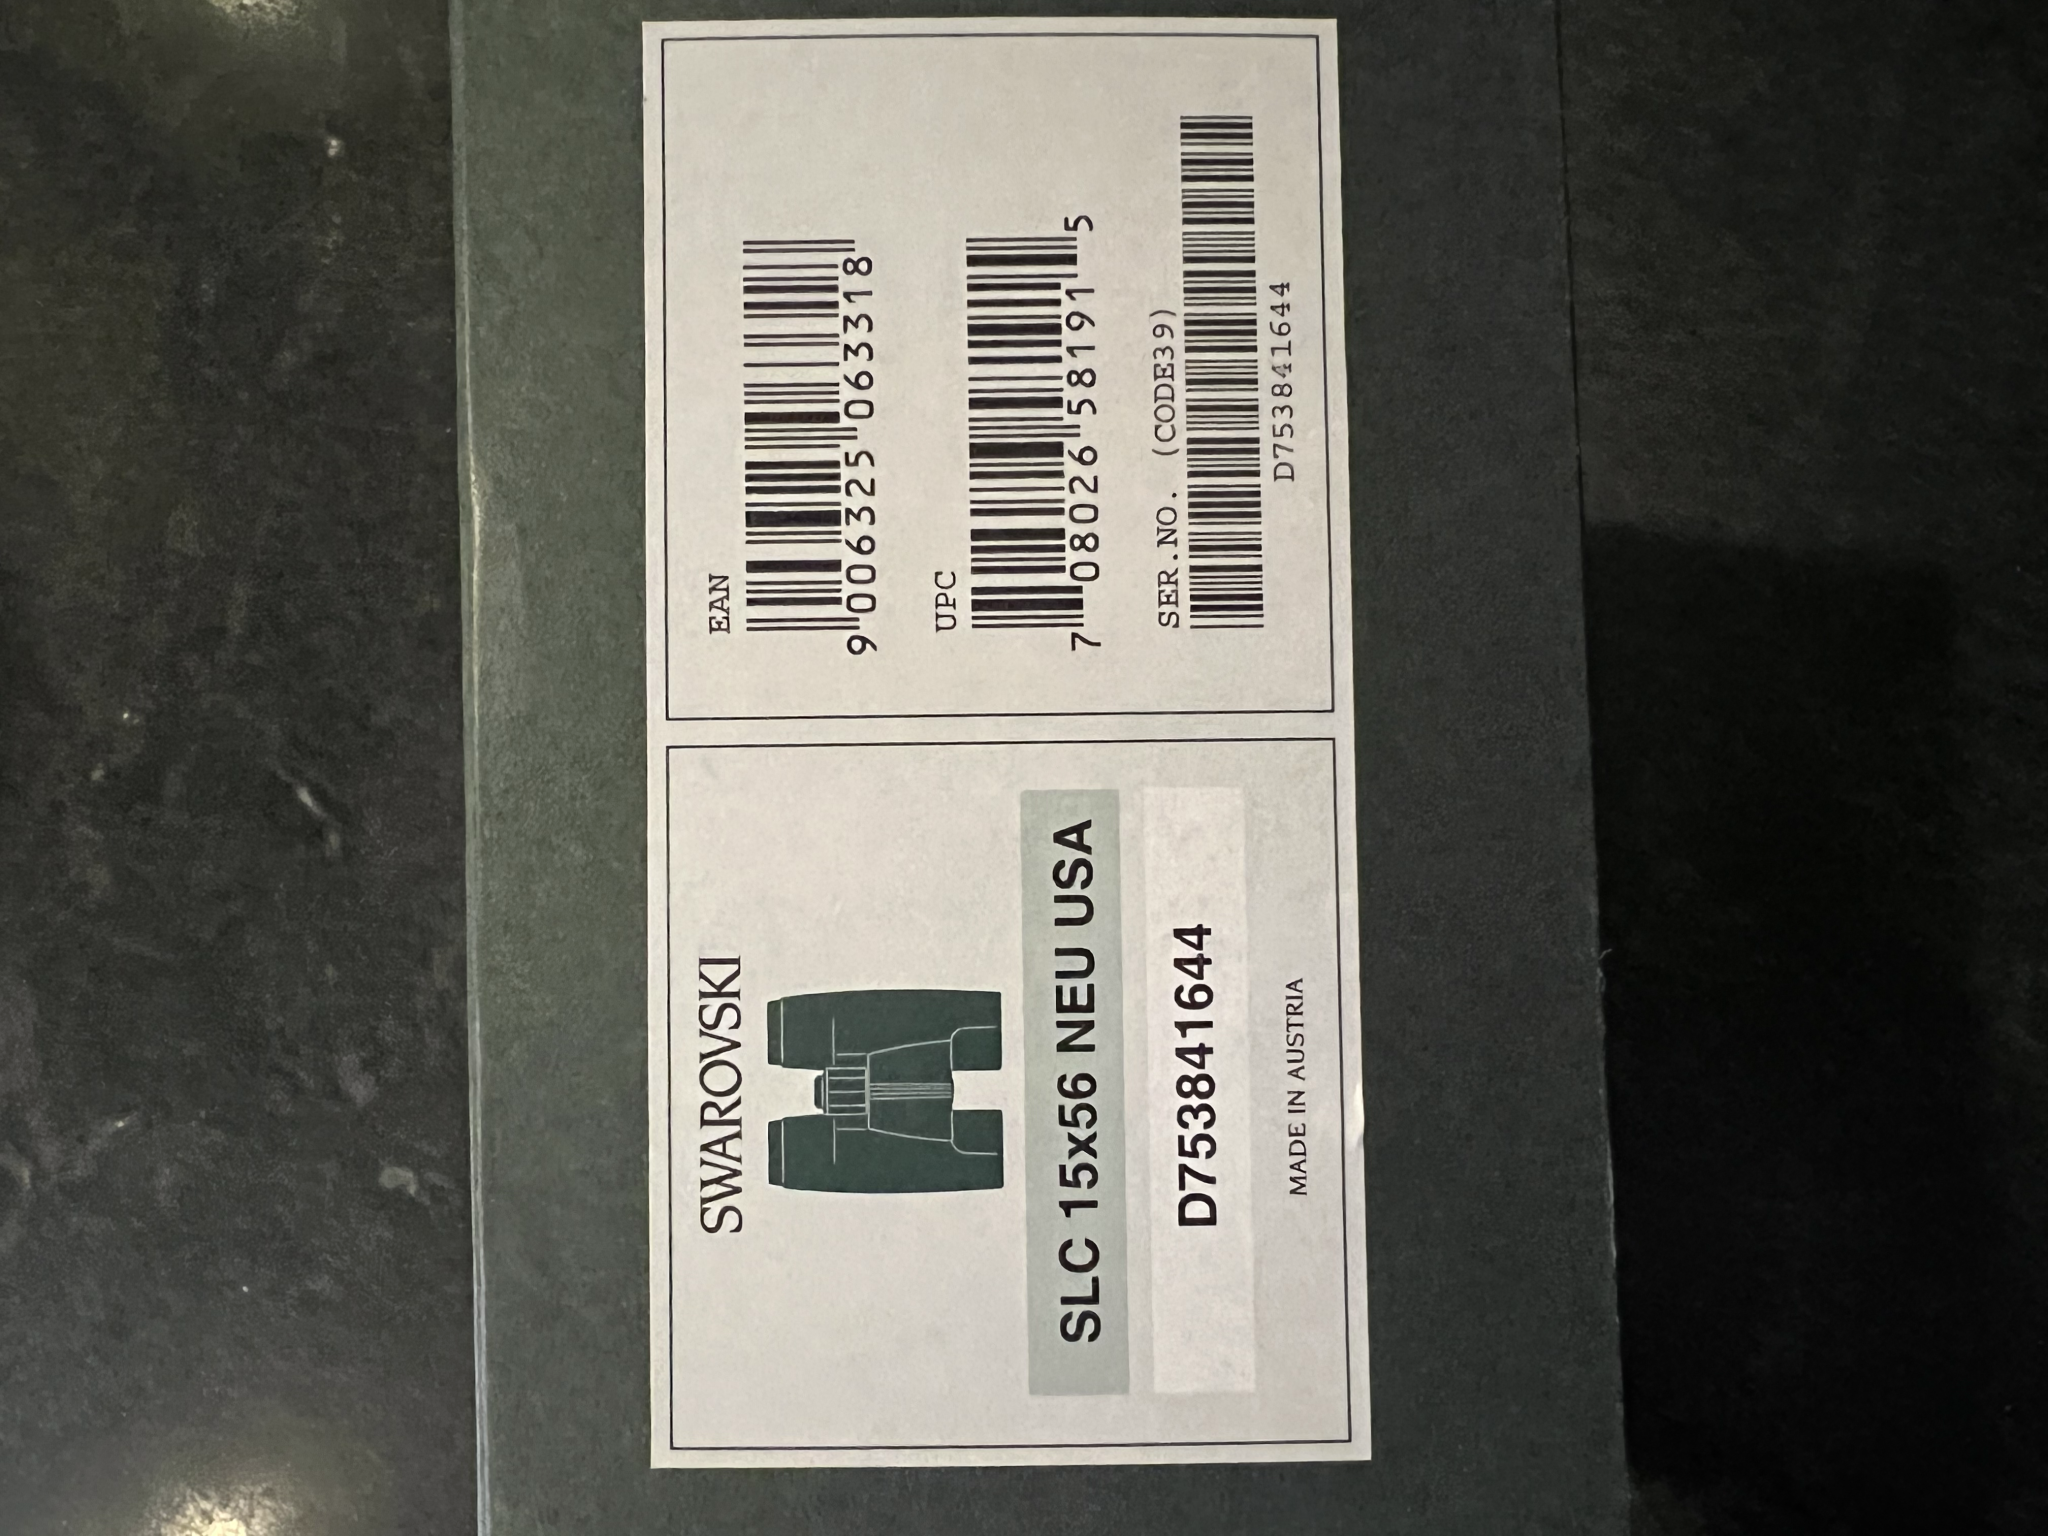 SWAROVSKI
SLC 15x56 NEU USA
D753841644
MADE IN AUSTRIA
EAN
9 006325 063318
UPC
7 08026 58191 5
SER.NO. (CODE39)
D753841644